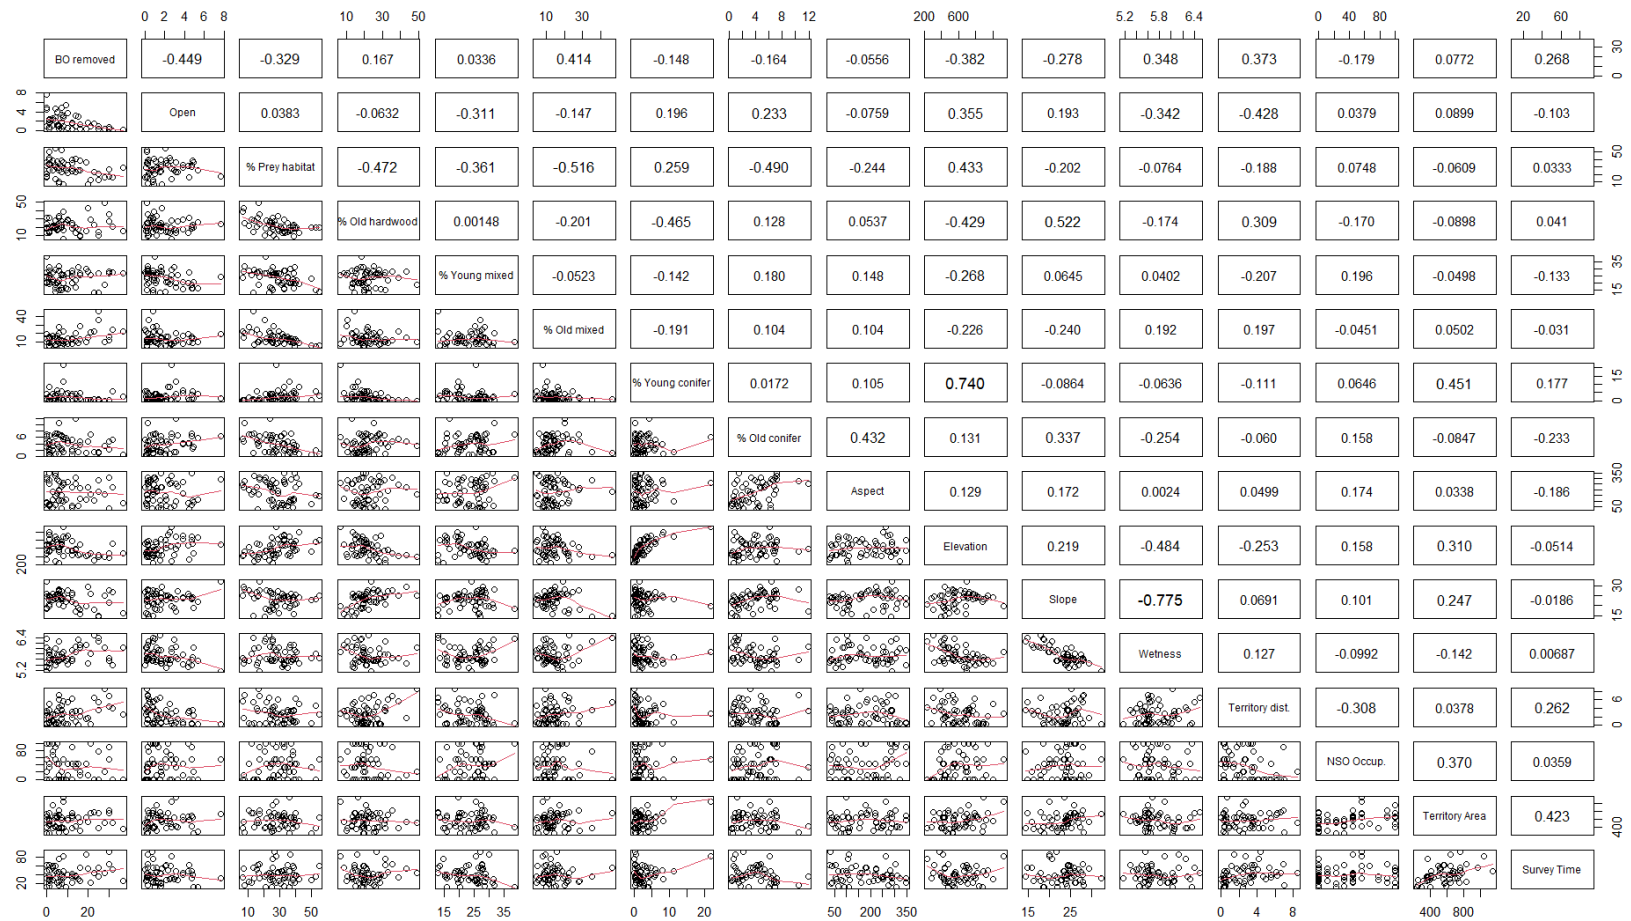 0 2 4 6 8 10 30 50 10 30 0 4 8 12 200 600 5.2 5.8 6.4 0 40 80 20 60
BO removed -0.449 -0.329 0.167 0.0336 0.414 -0.148 -0.164 -0.0556 -0.382 -0.278 0.348 0.373 -0.179 0.0772 0.268 0 30
0 4 8 Open 0.0383 -0.0632 -0.311 -0.147 0.196 0.233 -0.0759 0.355 0.193 -0.342 -0.428 0.0379 0.0899 -0.103
% Prey habitat -0.472 -0.361 -0.516 0.259 -0.490 -0.244 0.433 -0.202 -0.0764 -0.188 0.0748 -0.0609 0.0333 10 50
10 50 % Old hardwood 0.00148 -0.201 -0.465 0.128 0.0537 -0.429 0.522 -0.174 0.309 -0.170 -0.0898 0.041
% Young mixed -0.0523 -0.142 0.180 0.148 -0.268 0.0645 0.0402 -0.207 0.196 -0.0498 -0.133 15 35
10 40 % Old mixed -0.191 0.104 0.104 -0.226 -0.240 0.192 0.197 -0.0451 0.0502 -0.031
% Young conifer 0.0172 0.105 0.740 -0.0864 -0.0636 -0.111 0.0646 0.451 0.177 0 15
0 6 % Old conifer 0.432 0.131 0.337 -0.254 -0.060 0.158 -0.0847 -0.233
Aspect 0.129 0.172 0.0024 0.0499 0.174 0.0338 -0.186 50 350
200 Elevation 0.219 -0.484 -0.253 0.158 0.310 -0.0514
Slope -0.775 0.0691 0.101 0.247 -0.0186 15 30
5.2 6.4 Wetness 0.127 -0.0992 -0.142 0.00687
Territory dist. -0.308 0.0378 0.262 0 6
0 80 NSO Occup. 0.370 0.0359
Territory Area 0.423 400
20 80 Survey Time
0 20 10 30 50 15 25 35 0 10 20 50 200 350 15 25 0 4 8 400 800